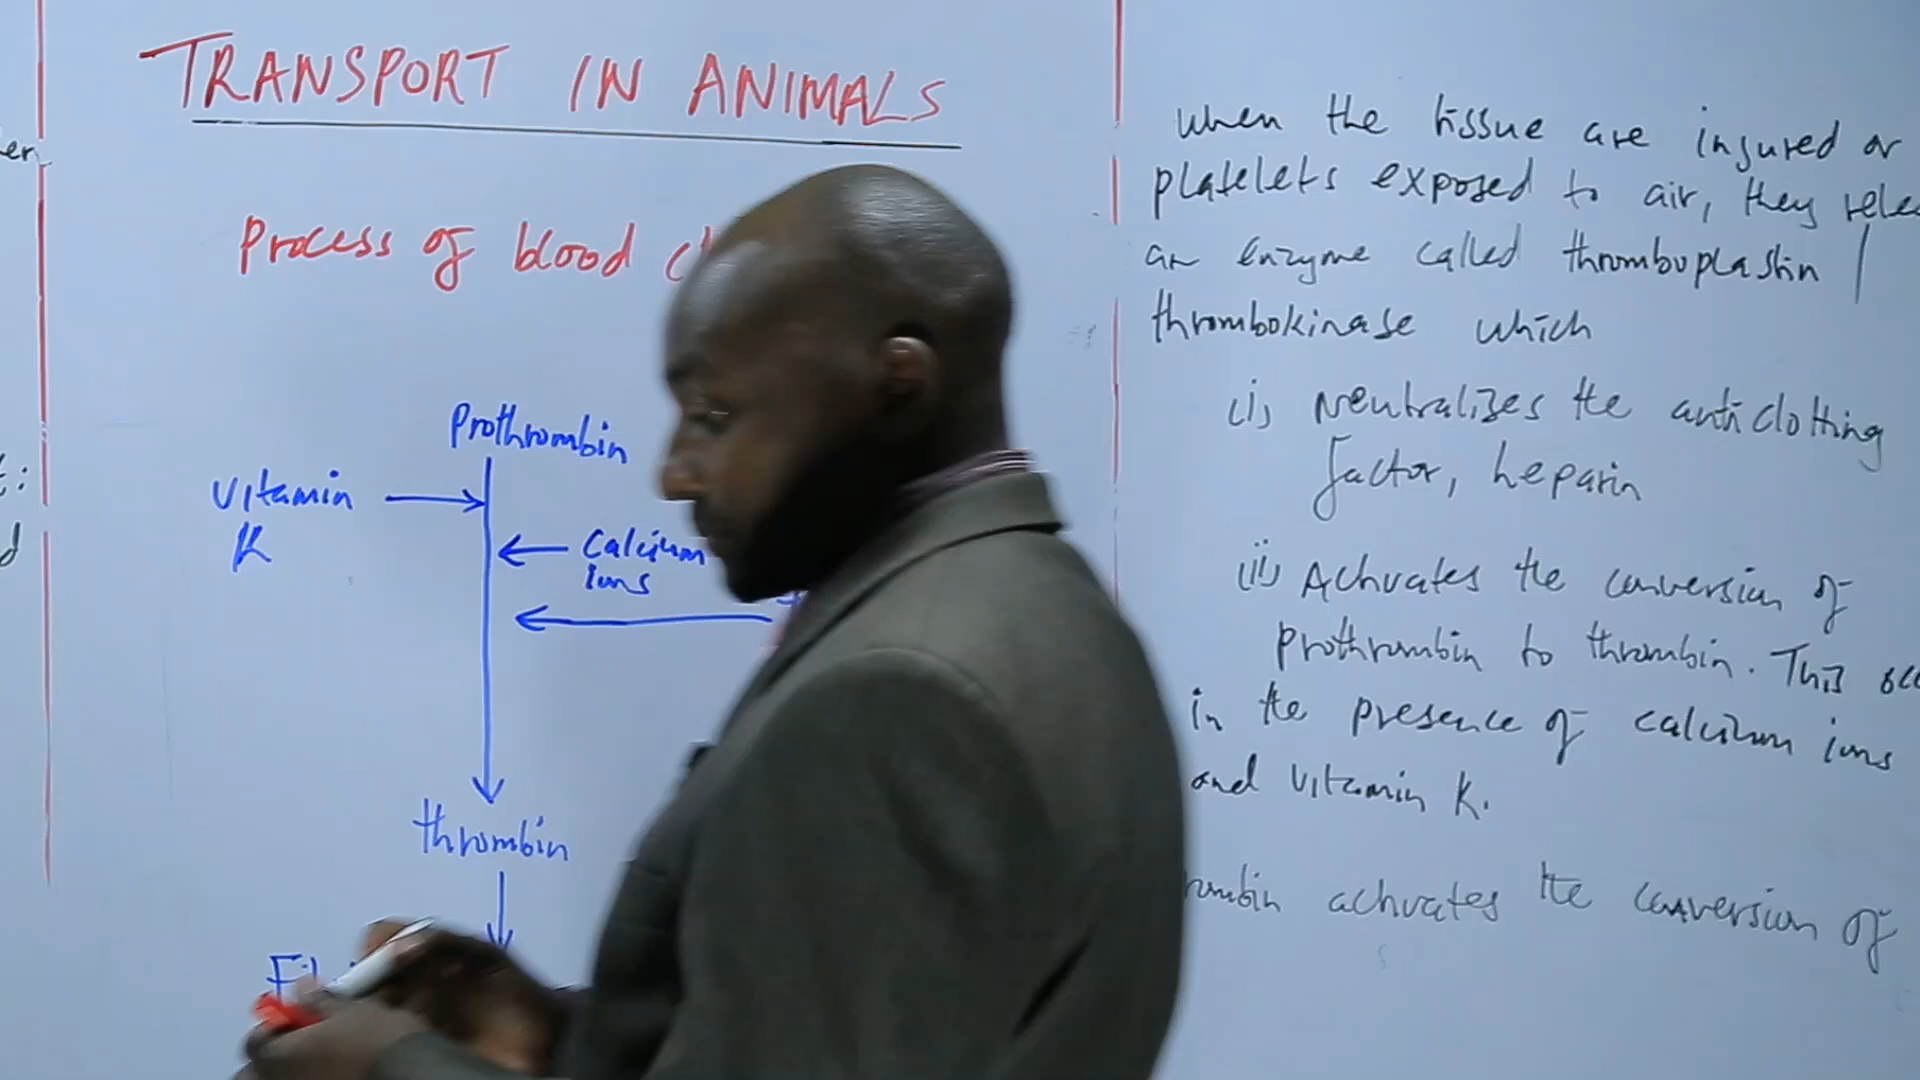 TRANSPORT IN ANIMALS
Process of blood
Prothrombin
Vitamin
K
Calcium
ions
thrombin
When the tissue are injured or
platelets exposed to air, they
an enzyme called thromboplastin /
thrombokinase which
(i) Neutralizes the anticlotting
factor, heparin
(ii) Activates the conversion of
prothrombin to thrombin. This
in the presence of calcium ions
and vitamin K.
activates the conversion of